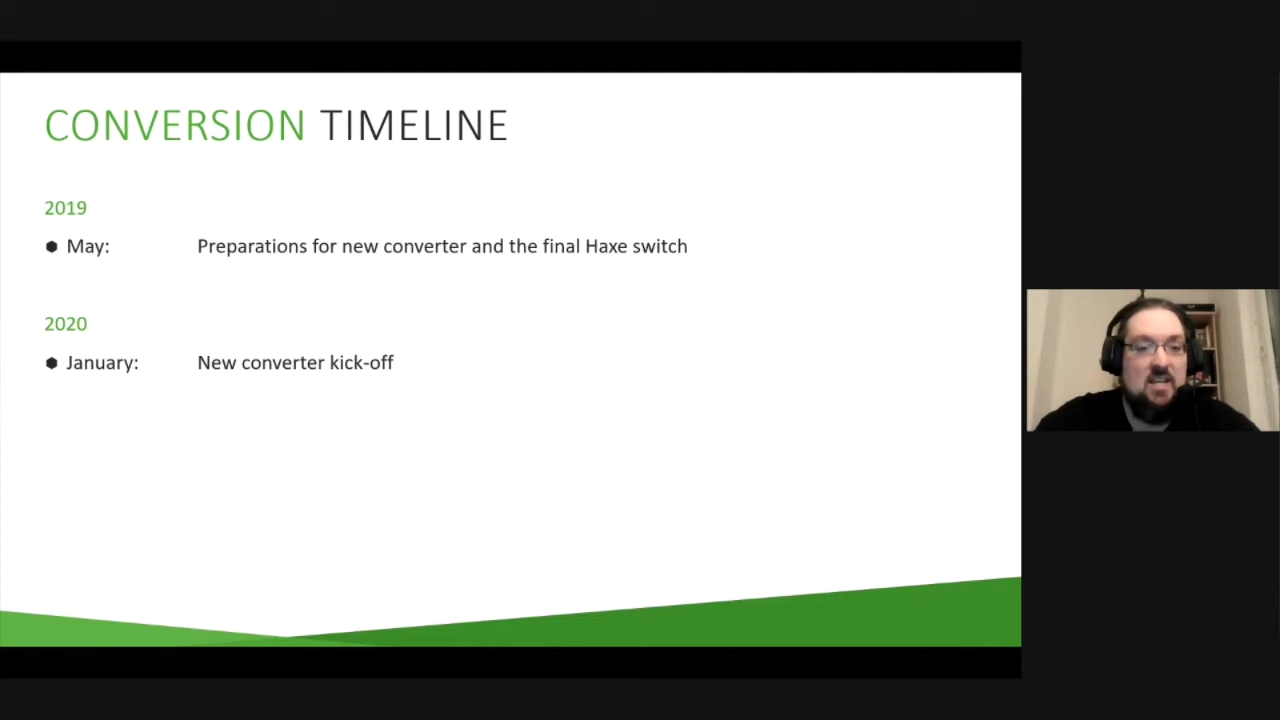 CONVERSION TIMELINE
2019
May: Preparations for new converter and the final Haxe switch
2020
January: New converter kick-off